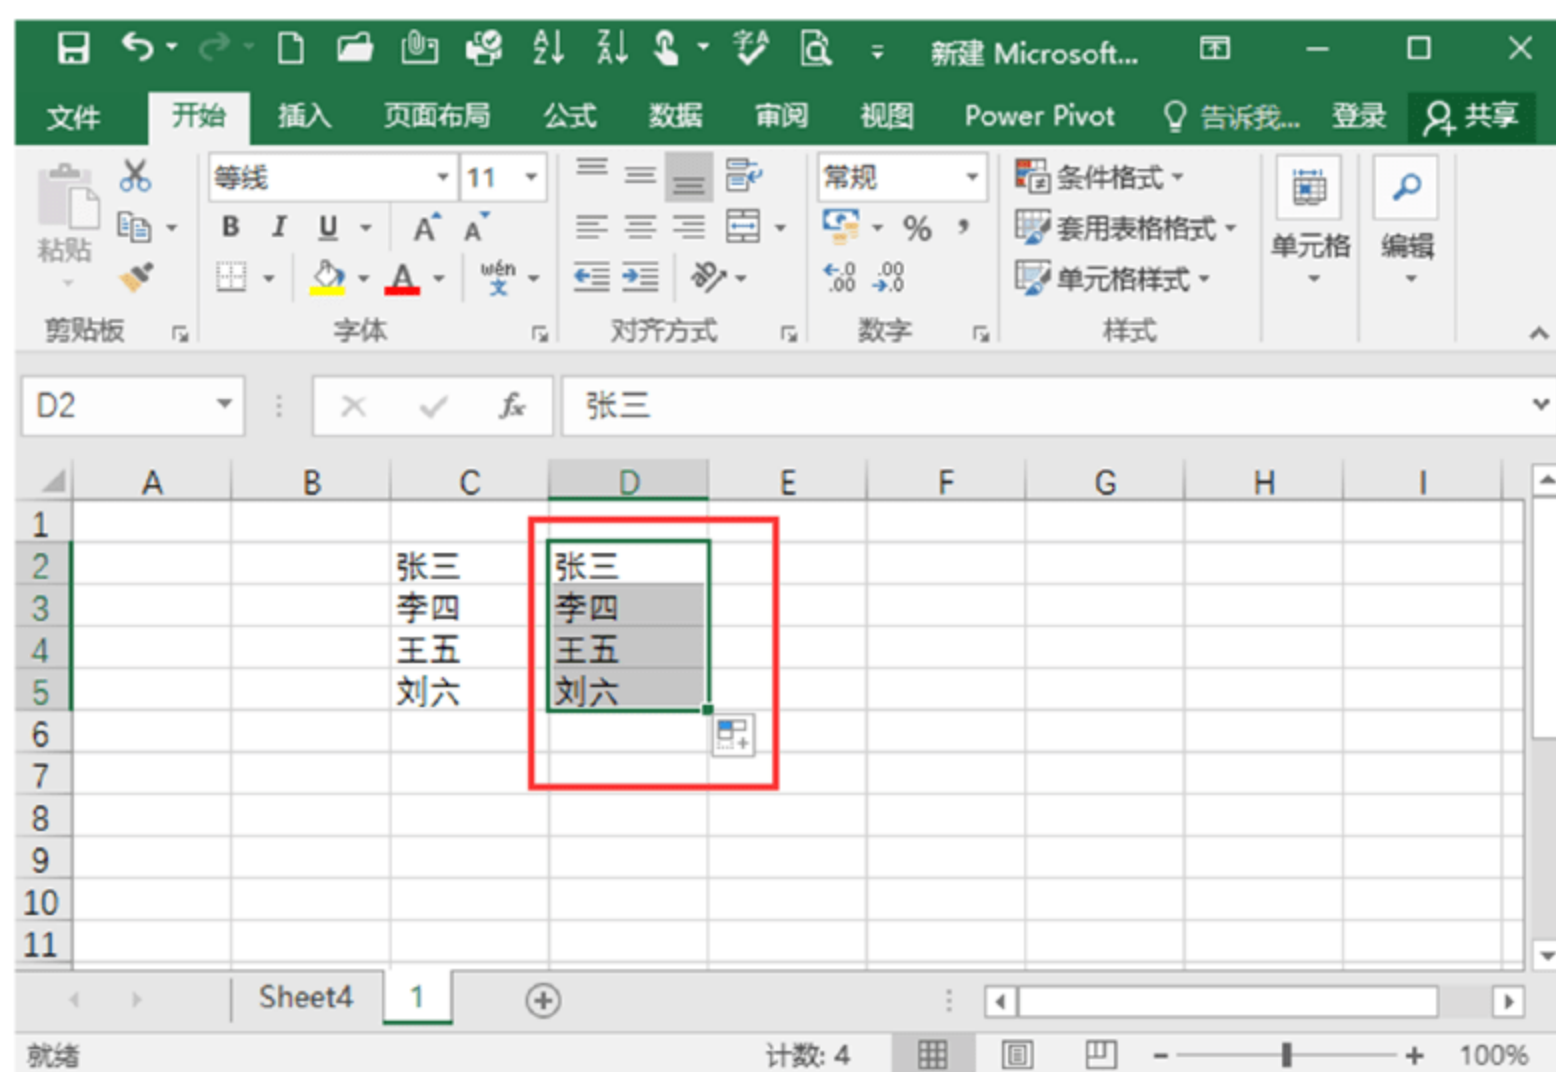 新建 Microsoft...
文件 开始 插入 页面布局 公式 数据 审阅 视图 Power Pivot 告诉我... 登录 共享
等线 11 常规 条件格式
粘贴 B I U A A % , 套用表格格式 单元格 编辑
A wén 文 .00 .0 单元格样式
剪贴板 字体 对齐方式 数字 样式
D2 fx 张三
A B C D E F G H I
1
2 张三 张三
3 李四 李四
4 王五 王五
5 刘六 刘六
6
7
8
9
10
11
Sheet4 1
就绪 计数: 4 100%